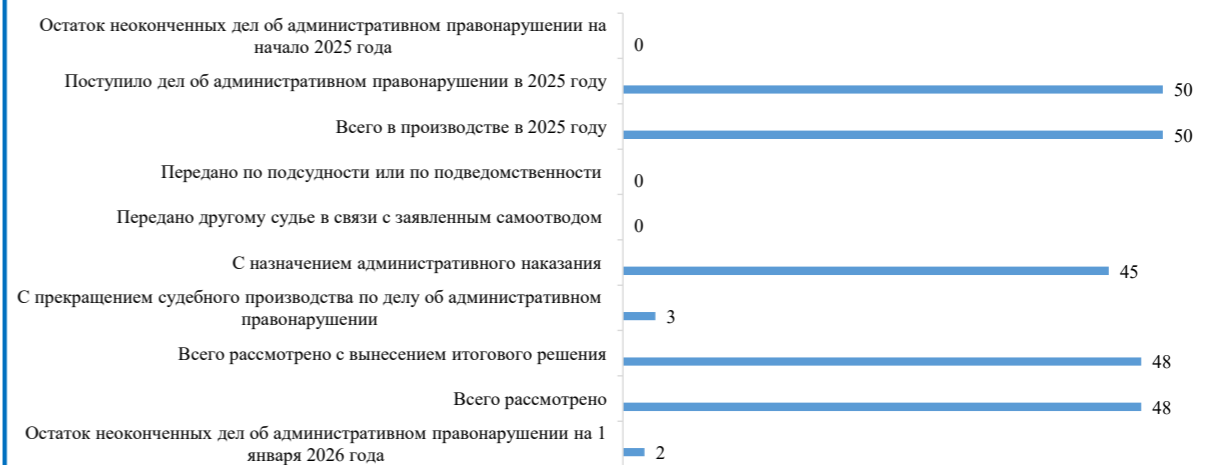 Остаток неоконченных дел об административном правонарушении на
начало 2025 года
0
Поступило дел об административном правонарушении в 2025 году
50
Всего в производстве в 2025 году
50
Передано по подсудности или по подведомственности
0
Передано другому судье в связи с заявленным самоотводом
0
С назначением административного наказания
45
С прекращением судебного производства по делу об административном
правонарушении
3
Всего рассмотрено с вынесением итогового решения
48
Всего рассмотрено
48
Остаток неоконченных дел об административном правонарушении на 1
января 2026 года
2